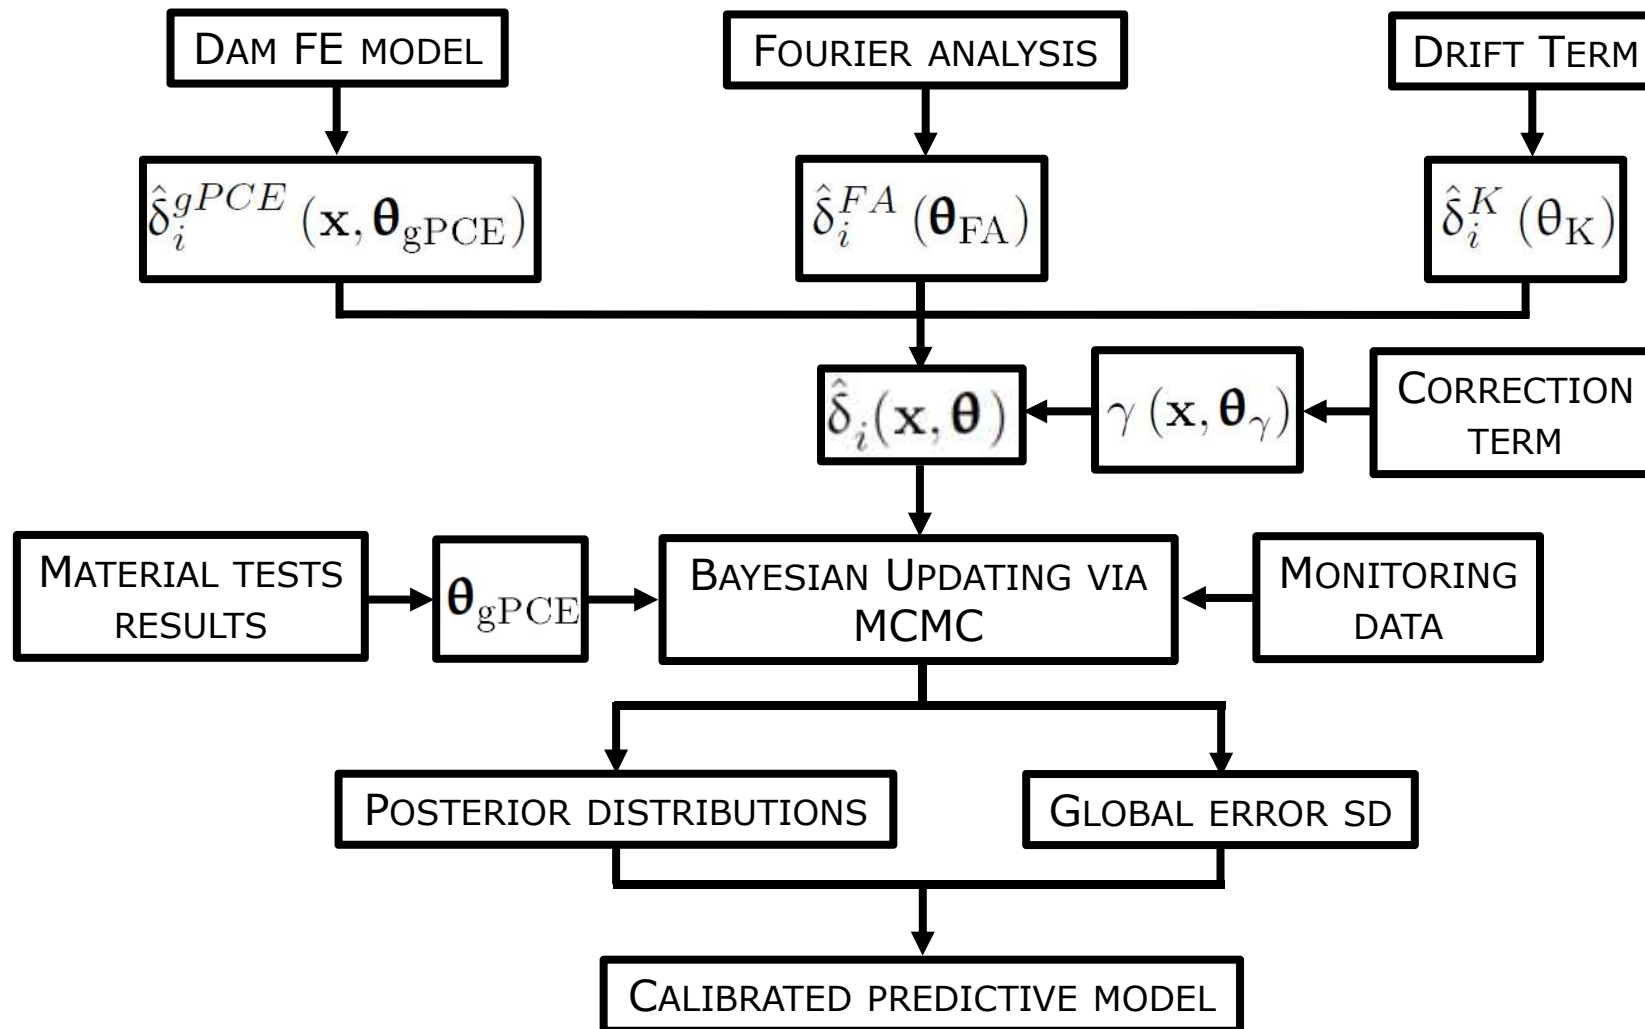 DAM FE MODEL
FOURIER ANALYSIS
DRIFT TERM
δ̂_i^{gPCE} (x, θ_gPCE)
δ̂_i^{FA} (θ_FA)
δ̂_i^{K} (θ_K)
δ̂_i(x, θ)
γ (x, θ_γ)
CORRECTION
TERM
MATERIAL TESTS
RESULTS
θ_gPCE
BAYESIAN UPDATING VIA
MCMC
MONITORING
DATA
POSTERIOR DISTRIBUTIONS
GLOBAL ERROR SD
CALIBRATED PREDICTIVE MODEL